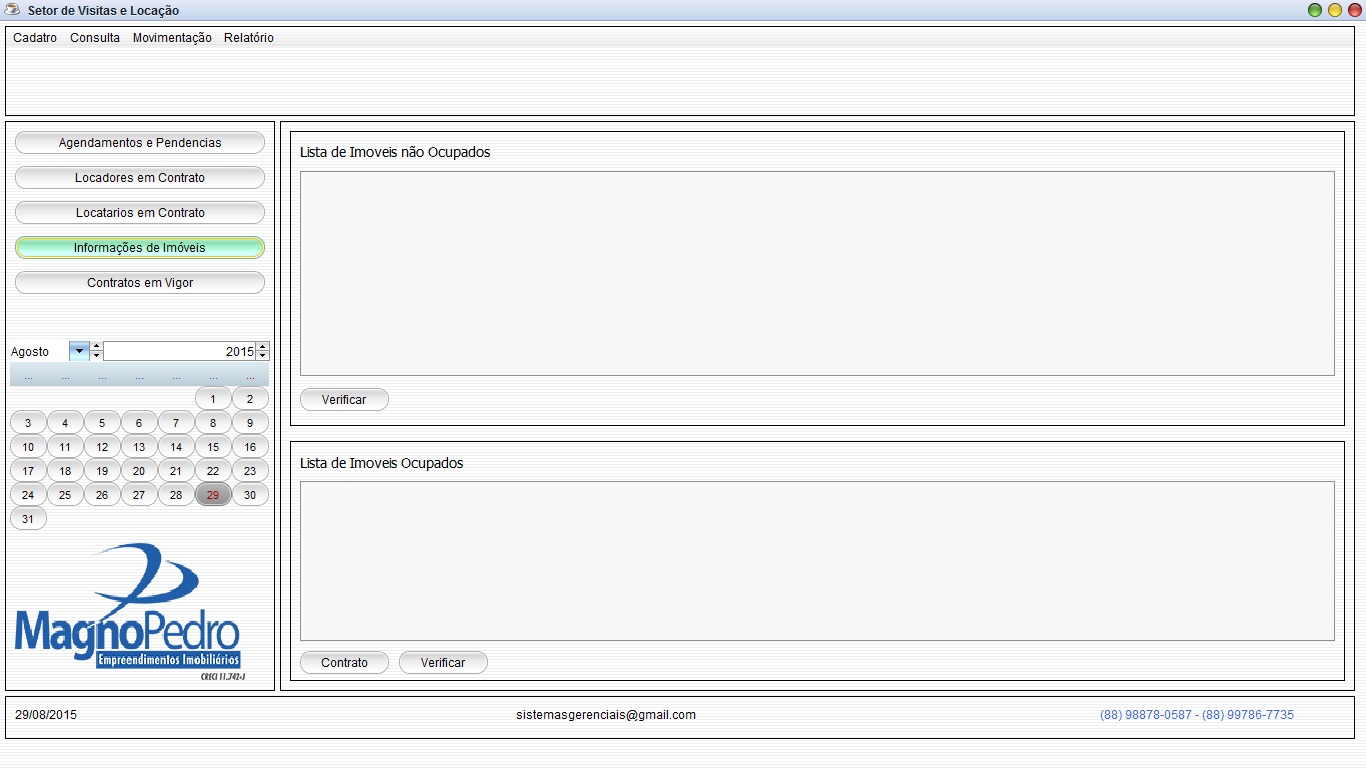 Setor de Visitas e Locação
Cadatro Consulta Movimentação Relatório
Agendamentos e Pendencias
Locadores em Contrato
Locatarios em Contrato
Informações de Imóveis
Contratos em Vigor
Agosto 2015
... ... ... ... ... ... ...
1 2
3 4 5 6 7 8 9
10 11 12 13 14 15 16
17 18 19 20 21 22 23
24 25 26 27 28 29 30
31
MagnoPedro
Empreendimentos Imobiliários
CRECI 11.742-J
Lista de Imoveis não Ocupados
Verificar
Lista de Imoveis Ocupados
Contrato Verificar
29/08/2015 sistemasgerenciais@gmail.com (88) 98878-0587 - (88) 99786-7735